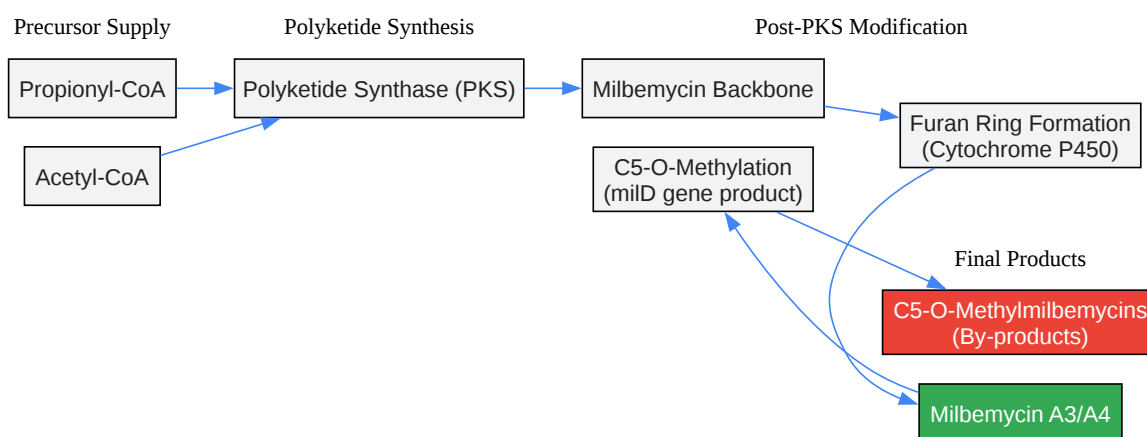 Precursor Supply
Polyketide Synthesis
Post-PKS Modification
Propionyl-CoA
Polyketide Synthase (PKS)
Milbemycin Backbone
Furan Ring Formation
(Cytochrome P450)
Acetyl-CoA
C5-O-Methylation
(milD gene product)
Final Products
C5-O-Methylmilbemycins
(By-products)
Milbemycin A3/A4